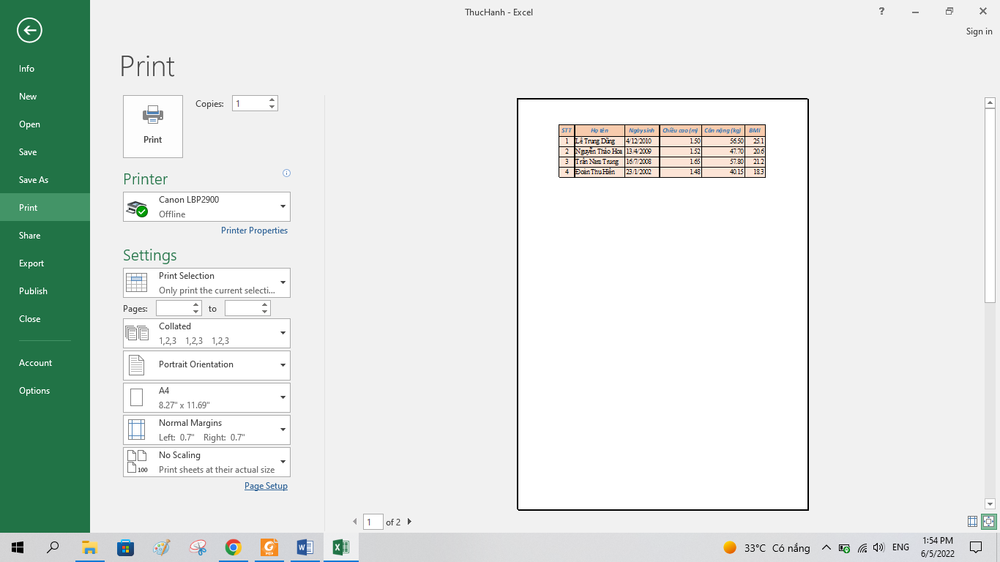 ThucHanh - Excel
?
Sign in
Info
New
Open
Save
Save As
Print
Share
Export
Publish
Close
Account
Options
Print
Print
Copies: 1
Printer
Canon LBP2900
Offline
Printer Properties
Settings
Print Selection
Only print the current selecti...
Pages: to
Collated
1,2,3 1,2,3 1,2,3
Portrait Orientation
A4
8.27" x 11.69"
Normal Margins
Left: 0.7" Right: 0.7"
No Scaling
Print sheets at their actual size
100
Page Setup
STT Họ tên Ngày sinh Chiều cao (m) Cân nặng (kg) BMI
1 Lê Trung Dũng 4/12/2010 1.50 56.50 25.1
2 Nguyễn Thảo Hoa 13/4/2009 1.52 47.70 20.6
3 Trần Nam Trung 16/7/2008 1.65 57.80 21.2
4 Đoàn Thu Hiền 23/1/2002 1.48 40.15 18.3
1 of 2
PDF
33°C Có nắng
ENG
1:54 PM
6/5/2022